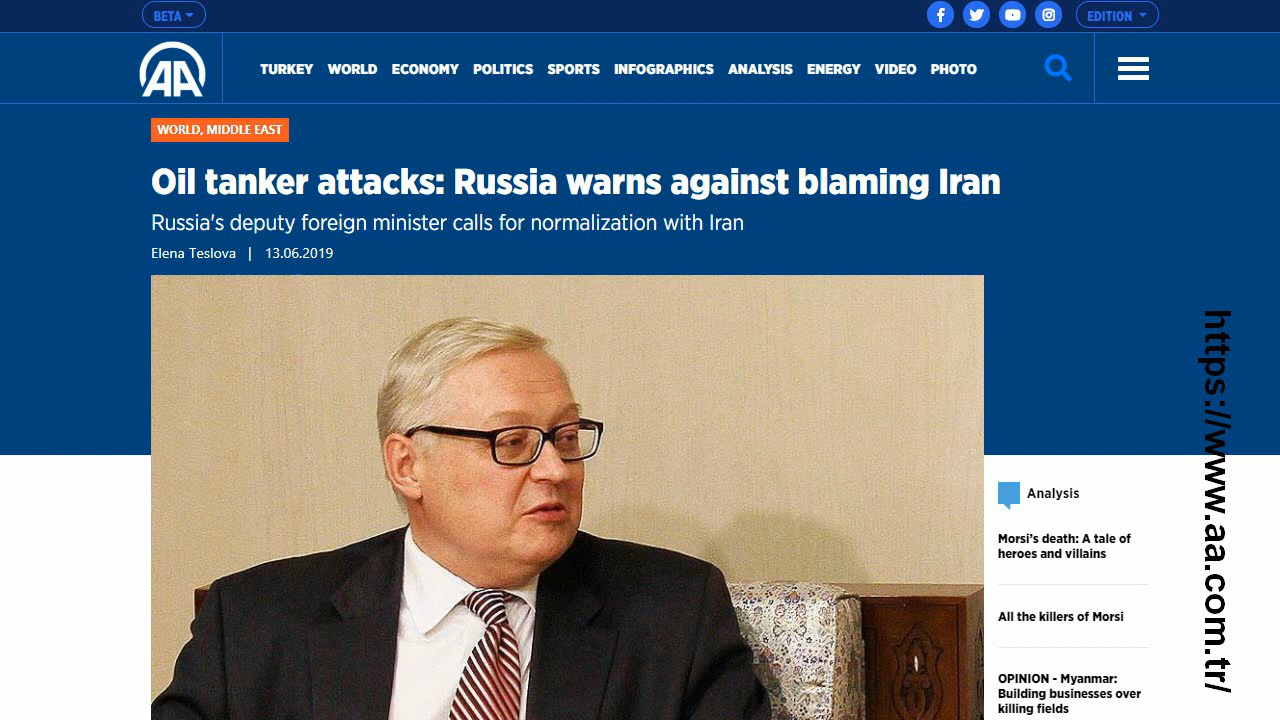 BETA
EDITION
AA
TURKEY WORLD ECONOMY POLITICS SPORTS INFOGRAPHICS ANALYSIS ENERGY VIDEO PHOTO
WORLD, MIDDLE EAST
Oil tanker attacks: Russia warns against blaming Iran
Russia's deputy foreign minister calls for normalization with Iran
Elena Teslova | 13.06.2019
Analysis
Morsi’s death: A tale of
heroes and villains
All the killers of Morsi
OPINION - Myanmar:
Building businesses over
killing fields
https://www.aa.com.tr/